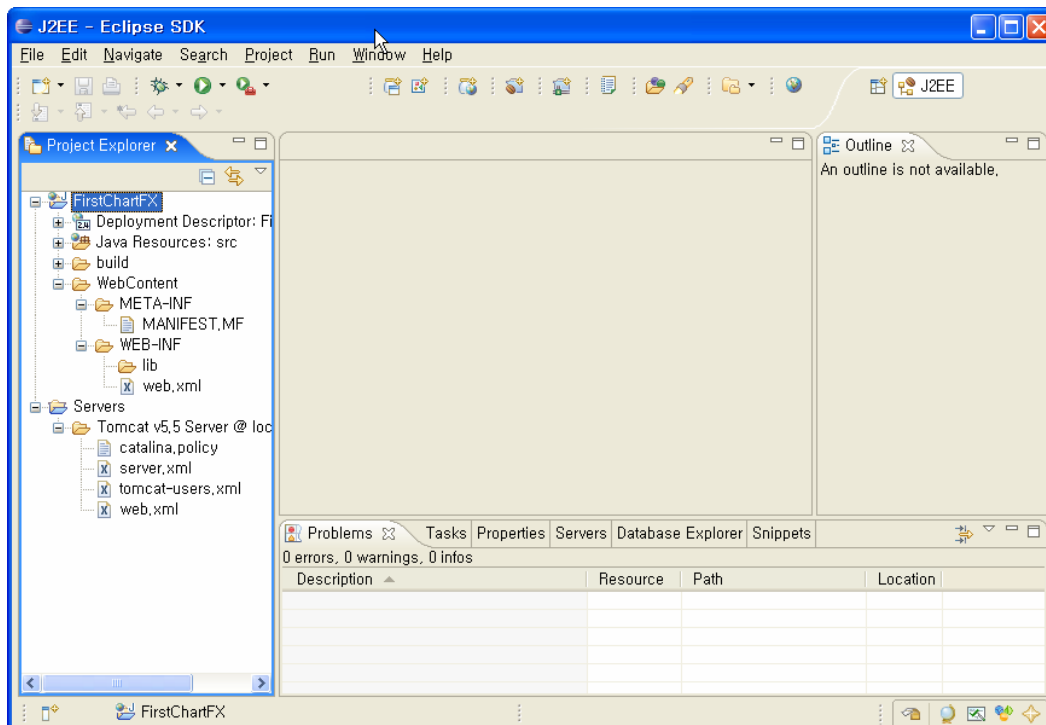 J2EE - Eclipse SDK
File Edit Navigate Search Project Run Window Help
J2EE
Project Explorer
Outline
An outline is not available.
FirstChartFX
Deployment Descriptor: Fi
Java Resources: src
build
WebContent
META-INF
MANIFEST.MF
WEB-INF
lib
web.xml
Servers
Tomcat v5.5 Server @ loc
catalina.policy
server.xml
tomcat-users.xml
web.xml
Problems Tasks Properties Servers Database Explorer Snippets
0 errors, 0 warnings, 0 infos
Description Resource Path Location
FirstChartFX